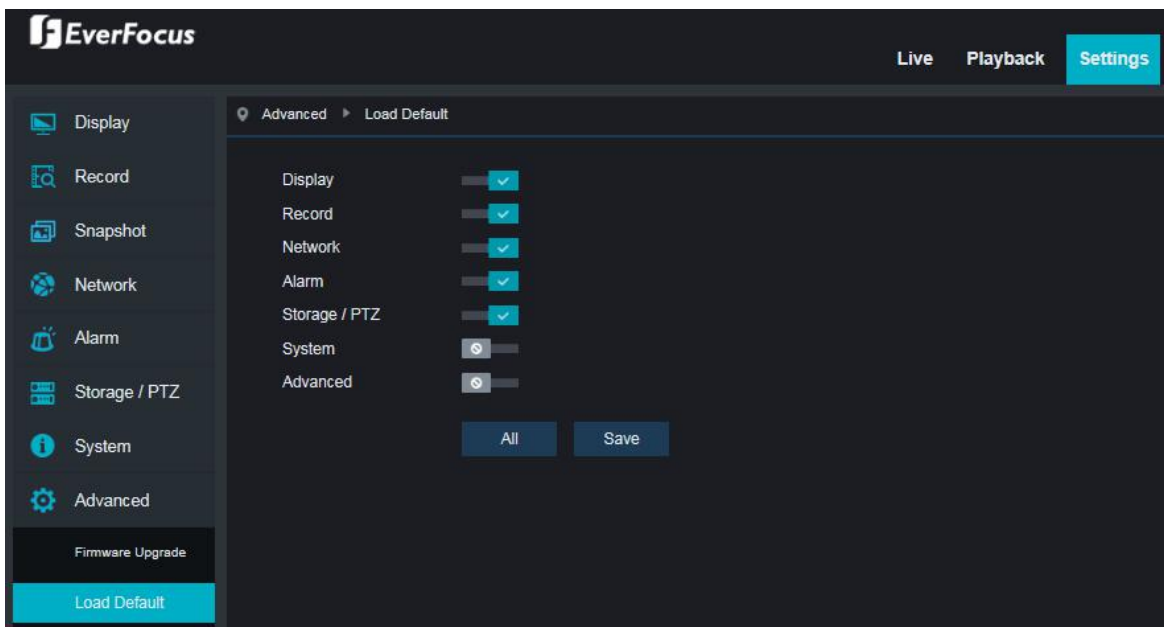 EverFocus
Live Playback Settings
Display
Record
Snapshot
Network
Alarm
Storage / PTZ
System
Advanced
Firmware Upgrade
Load Default
Advanced Load Default
Display
Record
Network
Alarm
Storage / PTZ
System
Advanced
All Save